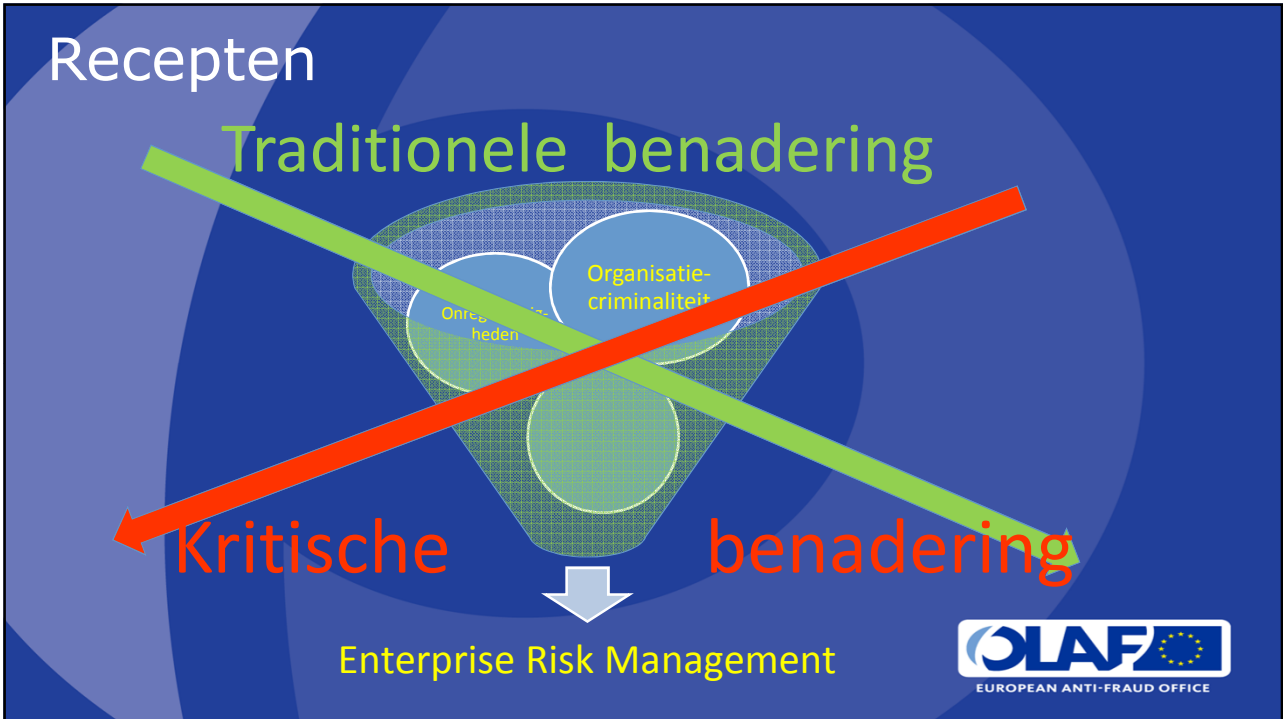 Recepten
Traditionele benadering
Organisatie-
criminaliteit
heden
Kritische benadering
Enterprise Risk Management
OLAF
EUROPEAN ANTI-FRAUD OFFICE